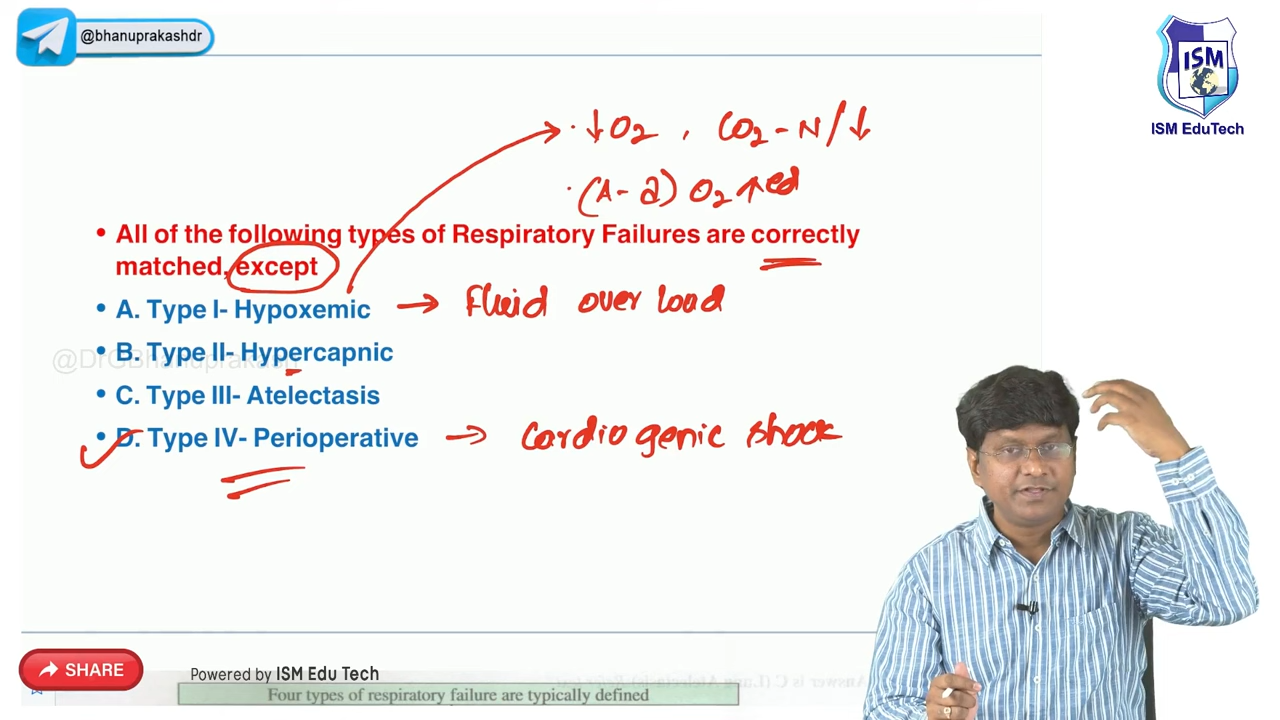 @bhanuprakashdr
ISM
ISM EduTech
• ↓O2 , CO2 - N/↓
• (A - a) O2 ↑ed
• All of the following types of Respiratory Failures are correctly
matched, except
• A. Type I- Hypoxemic → Fluid over load
• B. Type II- Hypercapnic
@DrGBhanuprakash
• C. Type III- Atelectasis
• D. Type IV- Perioperative → cardiogenic shock
SHARE
Powered by ISM Edu Tech
Four types of respiratory failure are typically defined